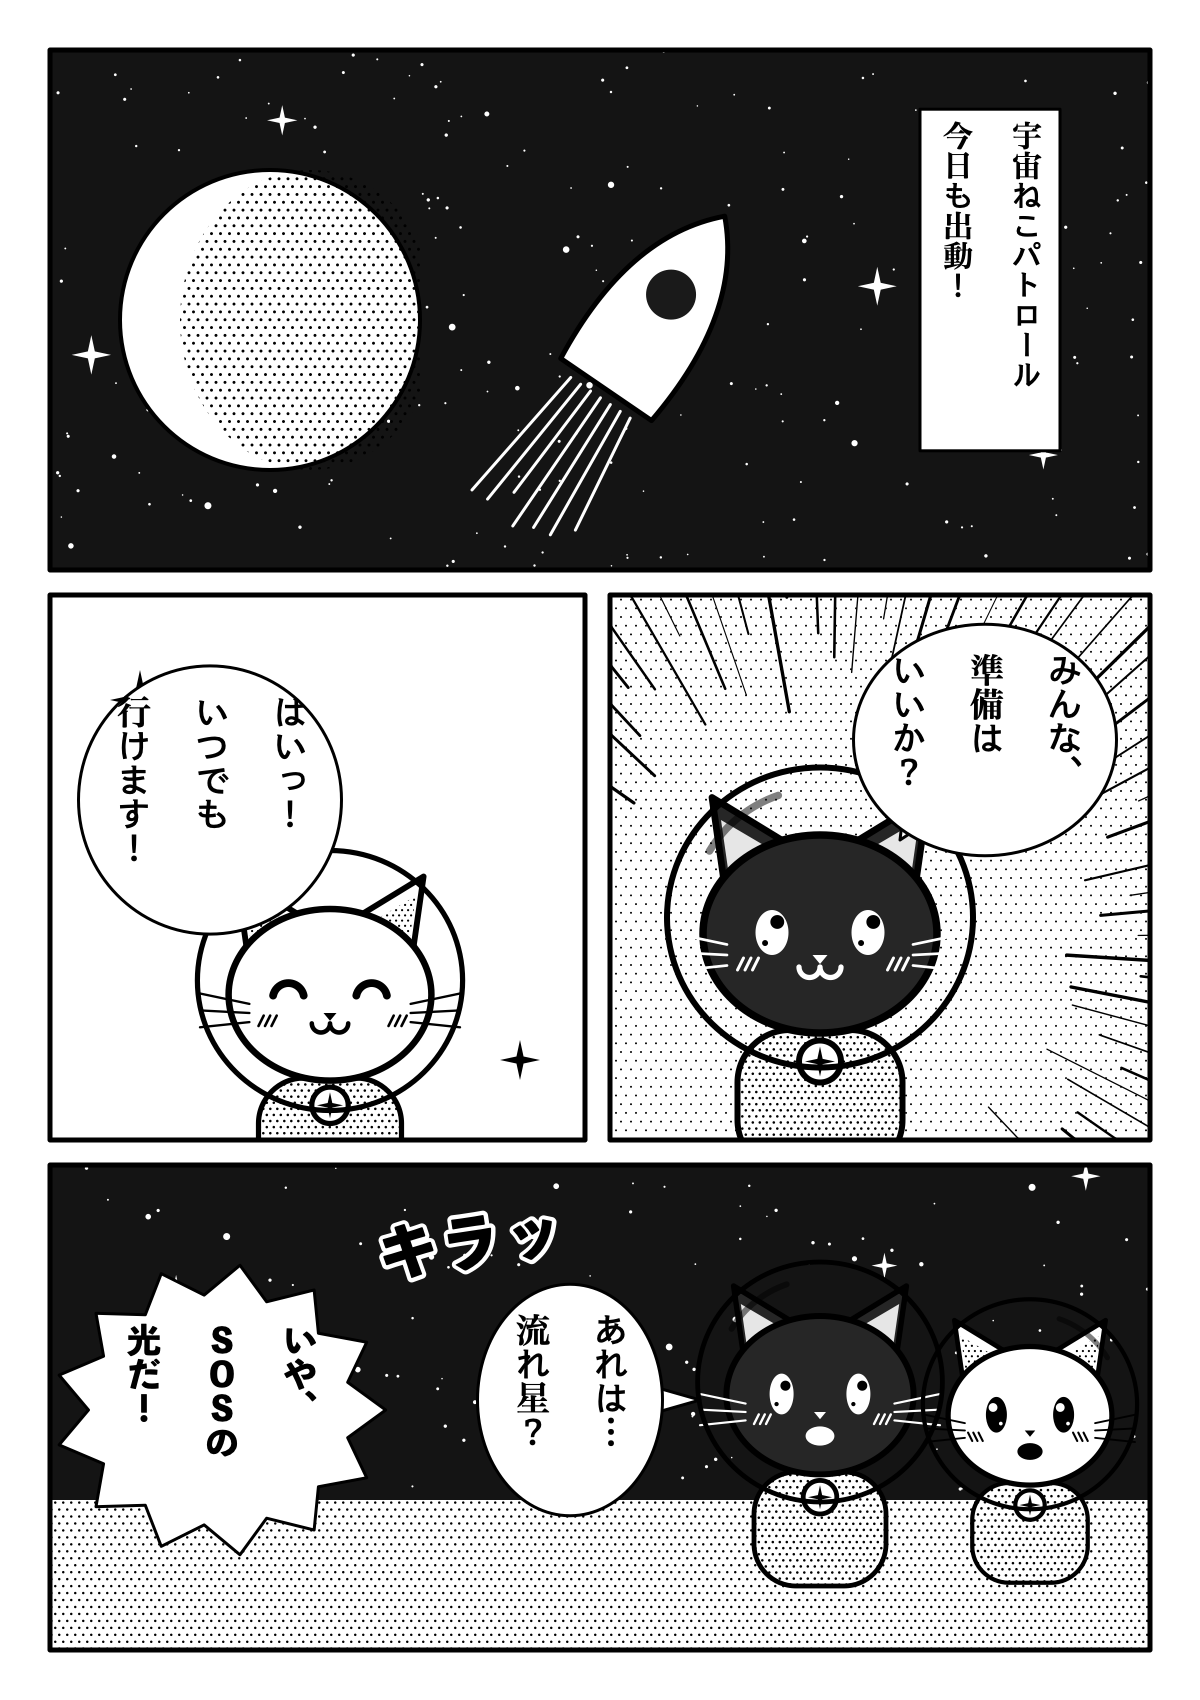 宇宙ねこパトロール
今日も出動！
みんな、
準備は
いいか？
はいっ！
いつでも
行けます！
キラッ
あれは…
流れ星？
いや、
SOSの
光だ！